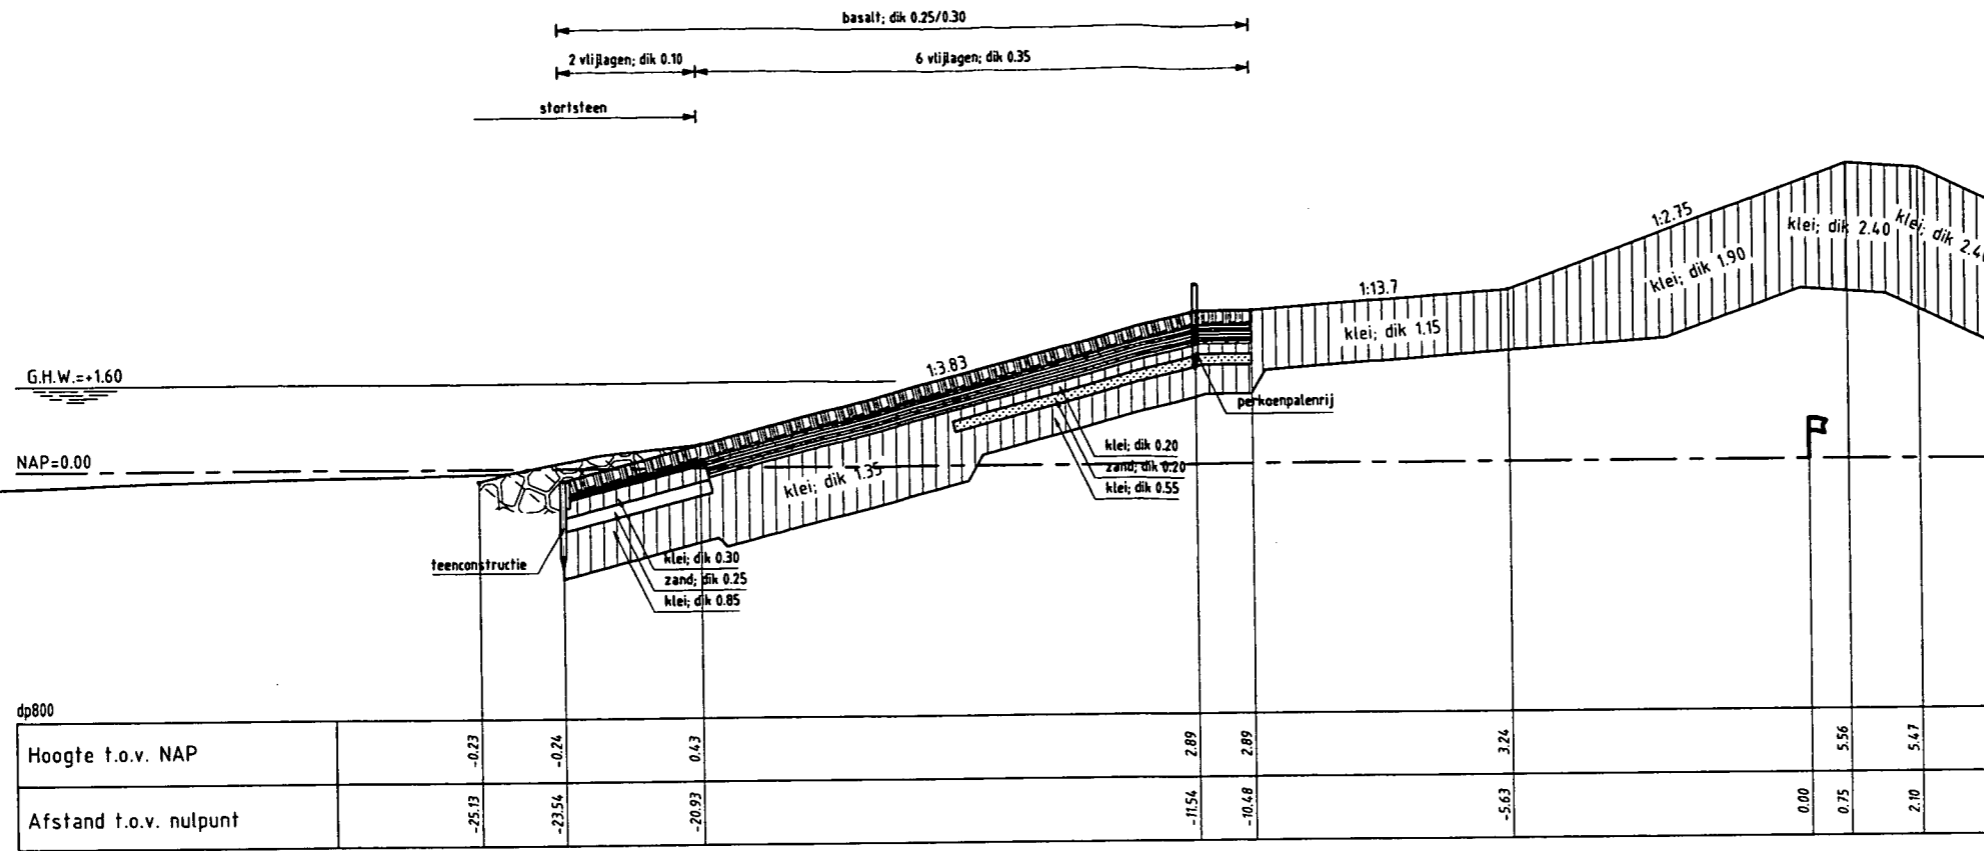 basalt; dik 0.25/0.30
2 vlijlagen; dik 0.10
6 vlijlagen; dik 0.35
stortsteen
1:2.75
klei; dik 2.40
klei; dik 2.4
klei; dik 1.90
1:13.7
klei; dik 1.15
1:3.83
G.H.W.=+1.60
perkoenpalenrij
NAP=0.00
klei; dik 0.20
zand; dik 0.20
klei; dik 0.55
klei; dik 1.35
teenconstructie
klei; dik 0.30
zand; dik 0.25
klei; dik 0.85
dp800
Hoogte t.o.v. NAP -0.23 -0.24 0.43 2.89 2.89 3.24 5.56 5.47
Afstand t.o.v. nulpunt -25.13 -23.54 -20.93 -11.54 -10.48 -5.63 0.00 0.75 2.10